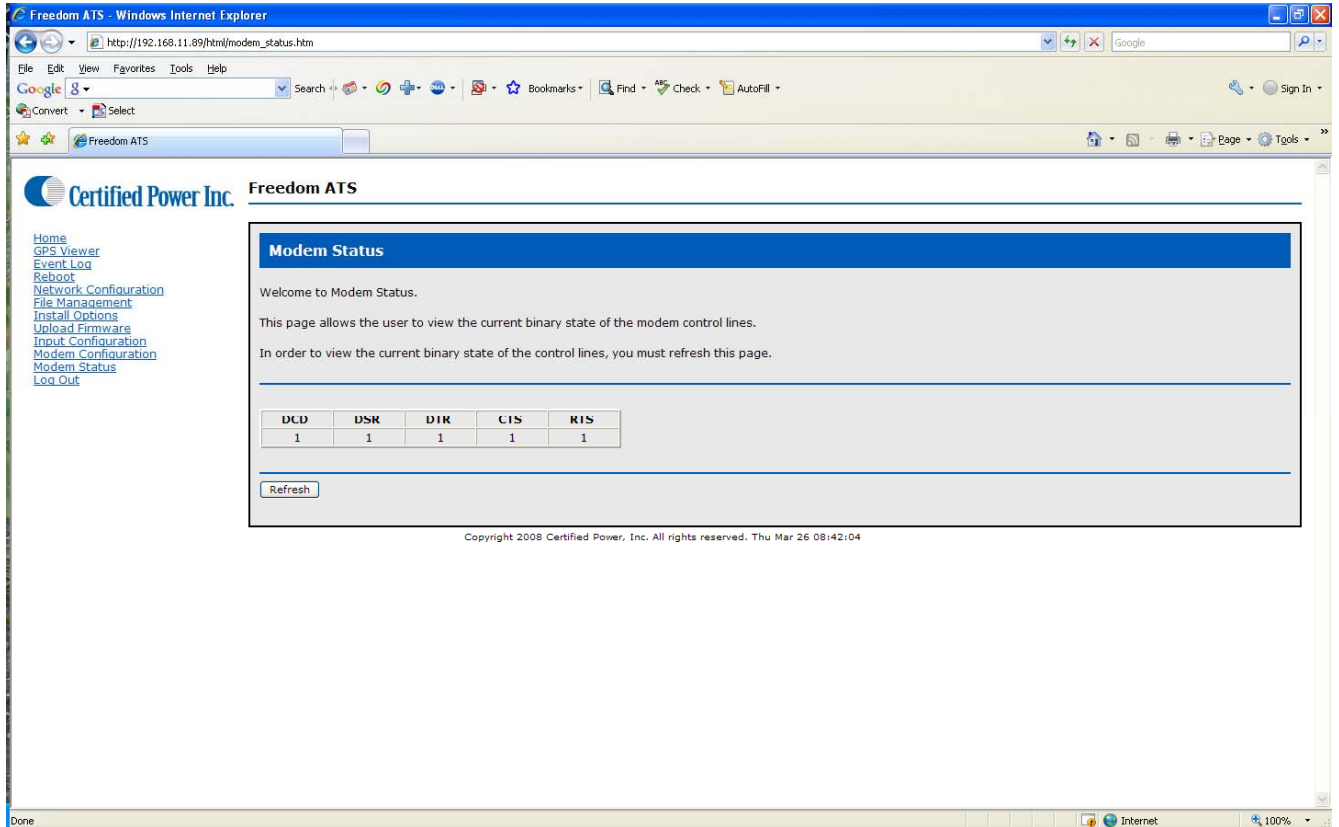 Freedom ATS - Windows Internet Explorer
http://192.168.11.89/html/modem_status.htm
Google
File Edit View Favorites Tools Help
Google Search Bookmarks Find Check AutoFill Sign In
Convert Select
Freedom ATS
Page Tools
Certified Power Inc.
Freedom ATS
Home
GPS Viewer
Event Log
Reboot
Network Configuration
File Management
Install Options
Upload Firmware
Input Configuration
Modem Configuration
Modem Status
Log Out
Modem Status
Welcome to Modem Status.
This page allows the user to view the current binary state of the modem control lines.
In order to view the current binary state of the control lines, you must refresh this page.
DCD DSR DTR CTS RTS
1 1 1 1 1
Refresh
Copyright 2008 Certified Power, Inc. All rights reserved. Thu Mar 26 08:42:04
Done Internet 100%